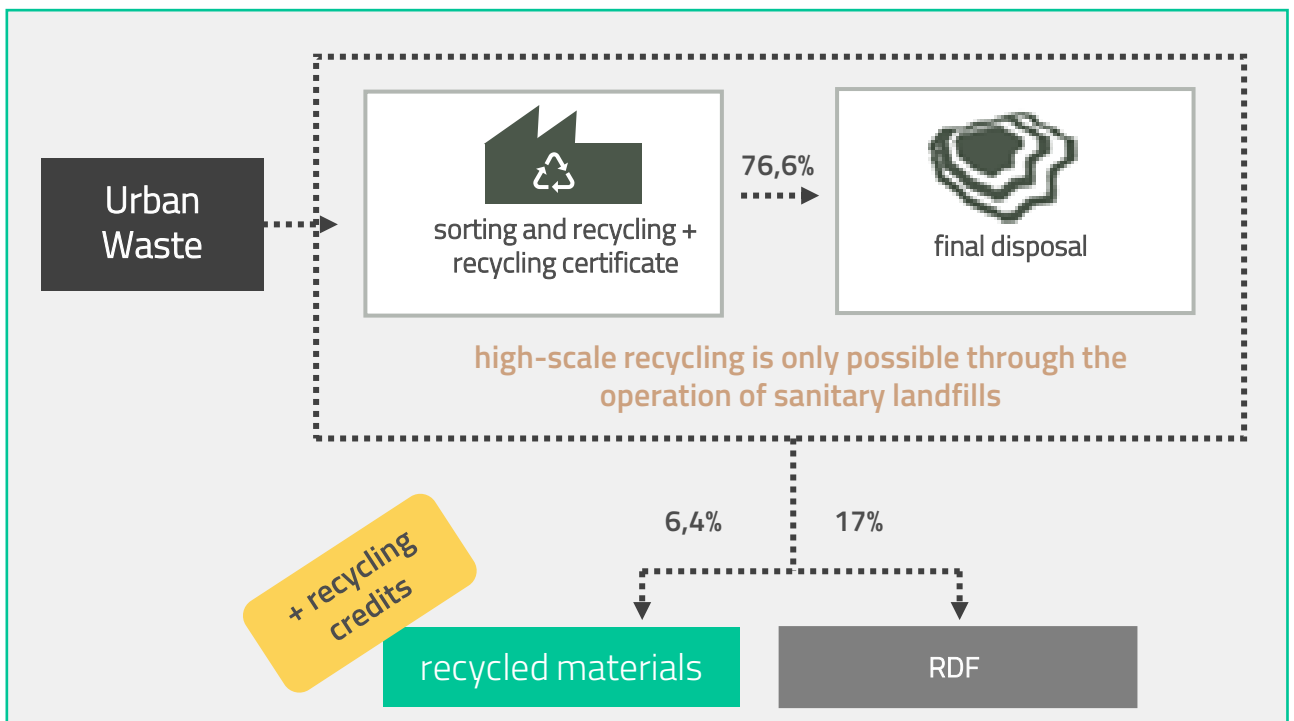 Urban
Waste
sorting and recycling +
recycling certificate
76,6%
final disposal
high-scale recycling is only possible through the
operation of sanitary landfills
6,4%
17%
+ recycling
credits
recycled materials
RDF